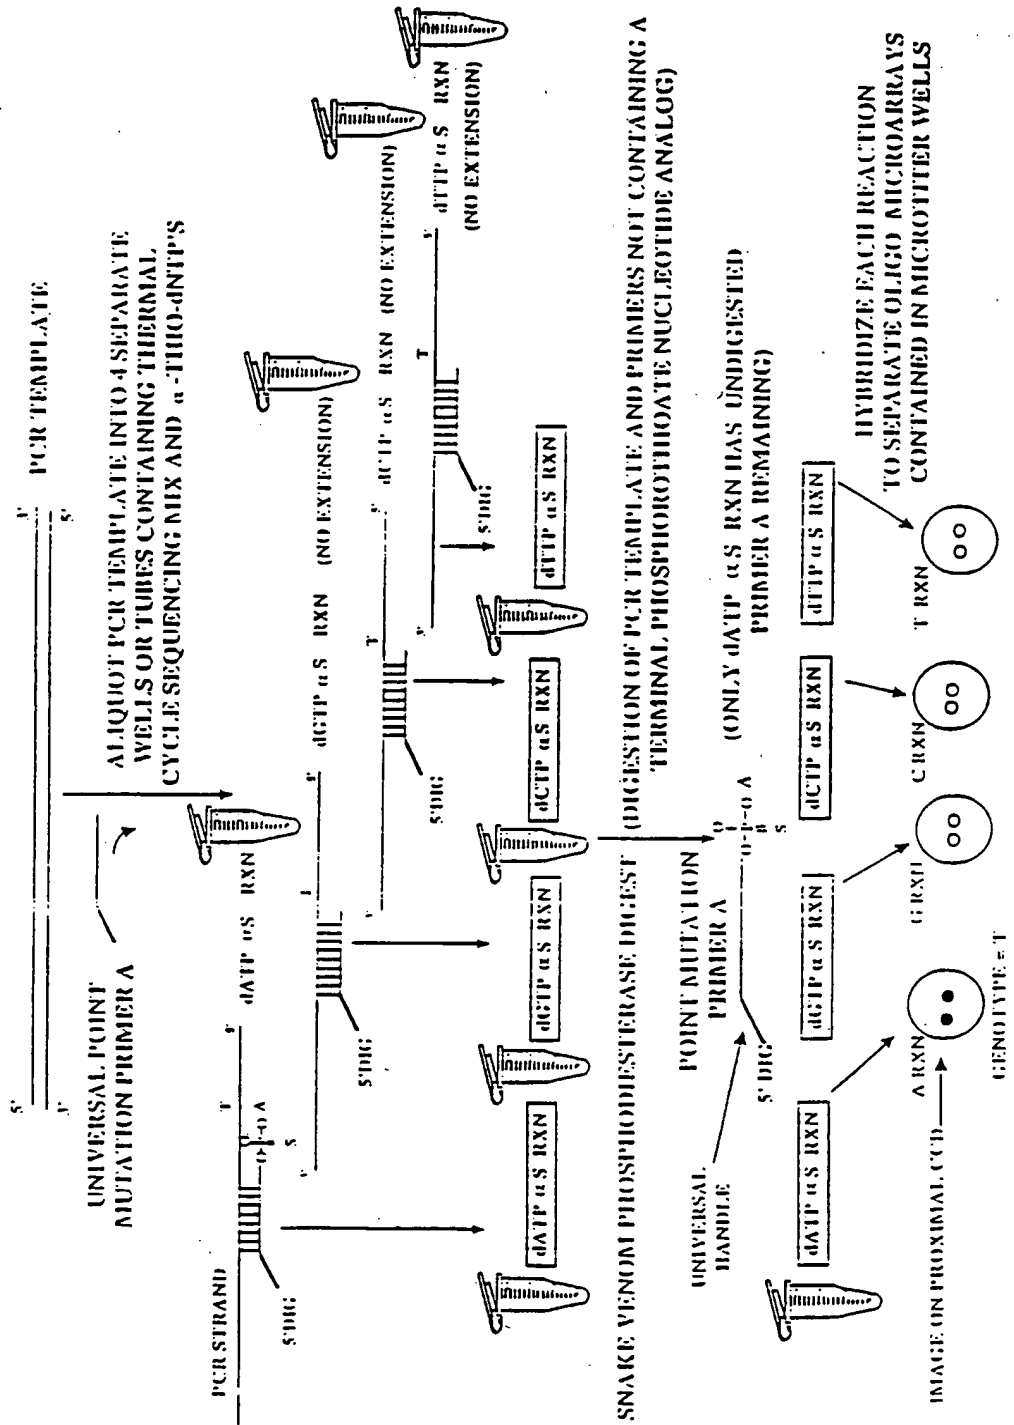 5' 3'
PCR TEMPLATE
3' 5'
UNIVERSAL POINT
MUTATION PRIMER A
ALIQUOT PCR TEMPLATE INTO 4 SEPARATE
WELLS OR TUBES CONTAINING THERMAL
CYCLE SEQUENCING MIX AND α-THIO-dNTP'S
PCR STRAND
T
A
S
5'DIG
dATP αS RXN
5'DIG
dGTP αS RXN (NO EXTENSION)
T
5'DIG
dCTP αS RXN (NO EXTENSION)
T
5'DIG
dTTP αS RXN
(NO EXTENSION)
dATP αS RXN
dGTP αS RXN
dCTP αS RXN
dTTP αS RXN
SNAKE VENOM PHOSPHODIESTERASE DIGEST (DIGESTION OF PCR TEMPLATE AND PRIMERS NOT CONTAINING A
TERMINAL PHOSPHOROTHIOATE NUCLEOTIDE ANALOG)
POINT MUTATION
PRIMER A
O
O-P-O A
S
(ONLY dATP αS RXN HAS UNDIGESTED
PRIMER A REMAINING)
UNIVERSAL
HANDLE
5' DIG
dATP αS RXN
dGTP αS RXN
dCTP αS RXN
dTTP αS RXN
HYBRIDIZE EACH REACTION
TO SEPARATE OLIGO MICROARRAYS
CONTAINED IN MICROTITER WELLS
A RXN
G RXN
C RXN
T RXN
IMAGE ON PROXIMAL CCD
GENOTYPE = T